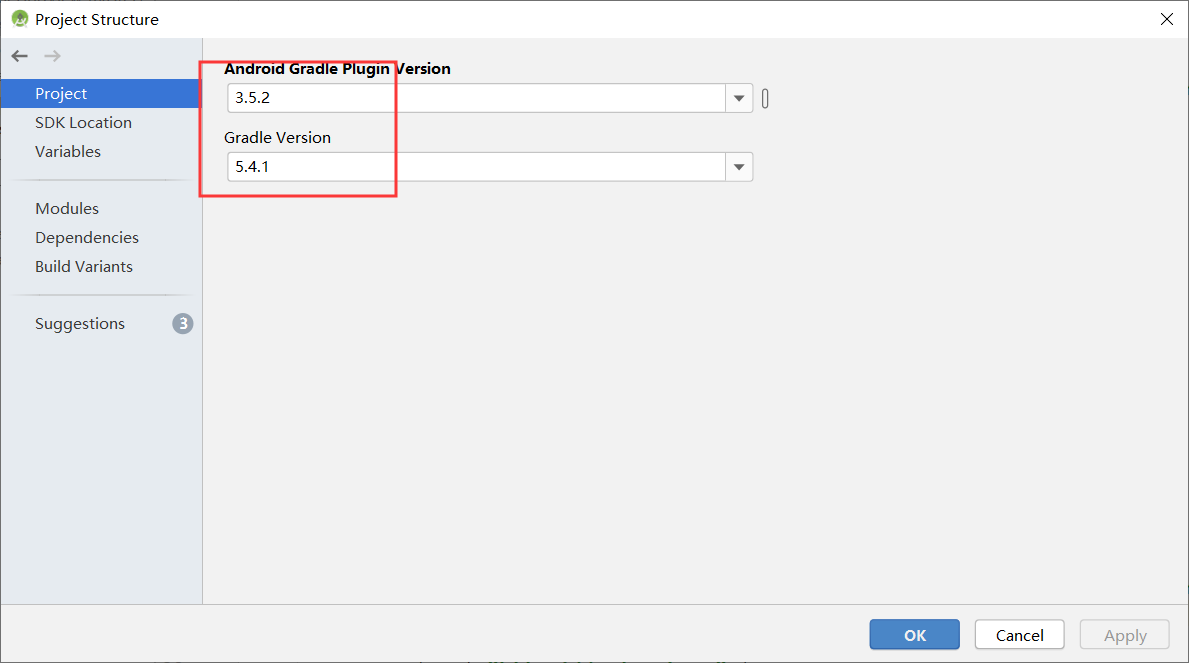 Project Structure
Project
SDK Location
Variables
Modules
Dependencies
Build Variants
Suggestions 3
Android Gradle Plugin Version
3.5.2
Gradle Version
5.4.1
OK
Cancel
Apply